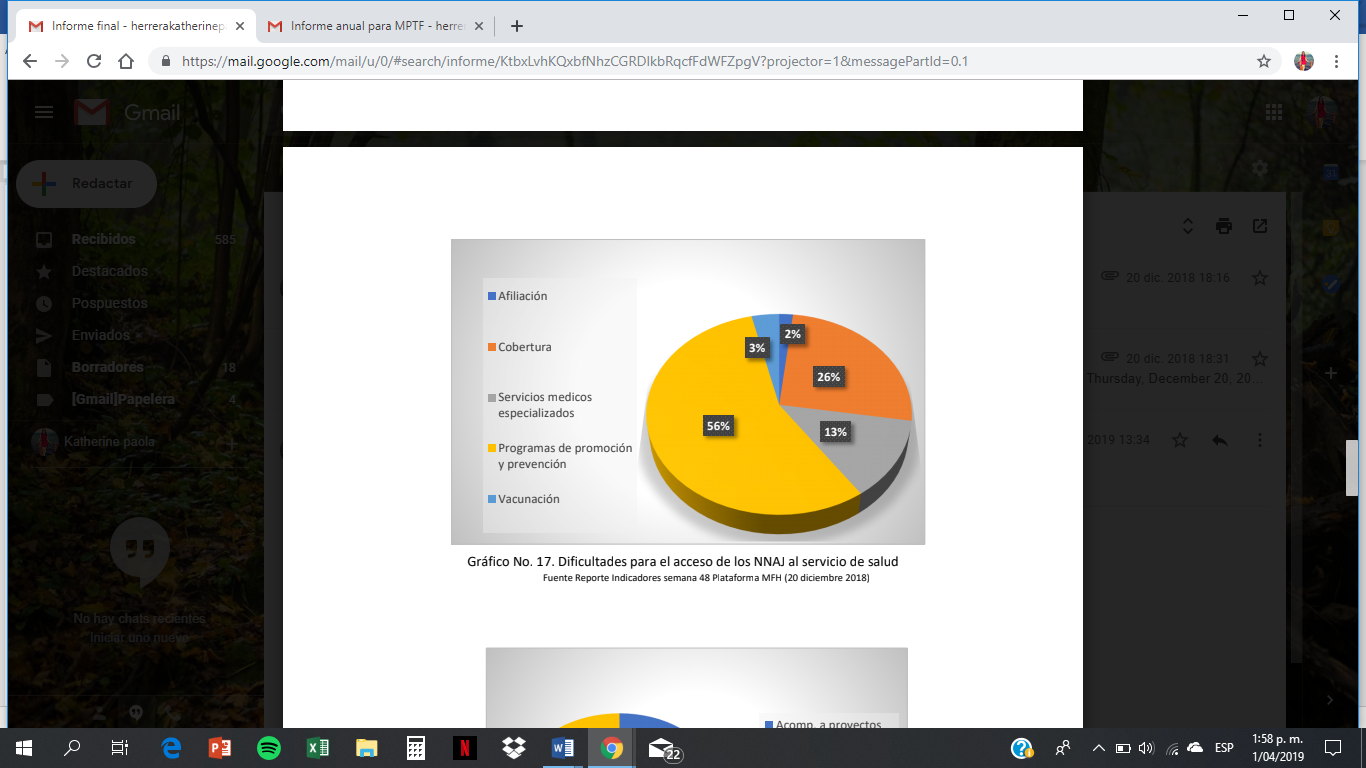 Informe final - herrerakatherinep
Informe anual para MPTF - herre
https://mail.google.com/mail/u/0/#search/informe/KtbxLvhKQxbfNhzCGRDlkbRqcfFdWFZpgV?projector=1&messagePartId=0.1
Gmail
Redactar
Recibidos 585
Destacados
Pospuestos
Enviados
Borradores 18
[Gmail]Papelera 4
Katherine paola
No hay chats recientes
Iniciar uno nuevo
20 dic. 2018 18:16
20 dic. 2018 18:31
Thursday, December 20, 20...
2019 13:34
Afiliación
Cobertura
Servicios medicos
especializados
Programas de promoción
y prevención
Vacunación
2%
3%
26%
56%
13%
Gráfico No. 17. Dificultades para el acceso de los NNAJ al servicio de salud
Fuente Reporte Indicadores semana 48 Plataforma MFH (20 diciembre 2018)
Acomp. a proyectos
22
ESP
1:58 p. m.
1/04/2019